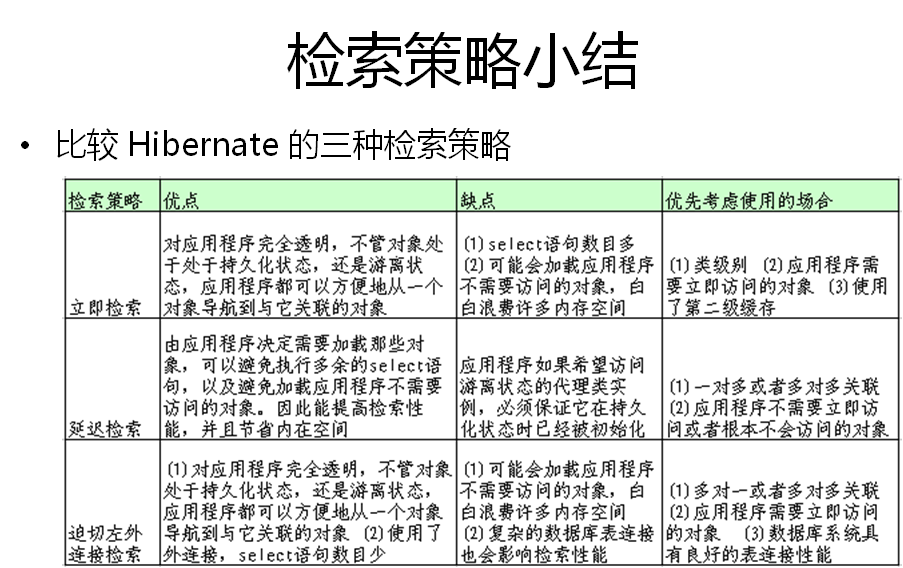 检索策略小结
• 比较 Hibernate 的三种检索策略
检索策略 优点 缺点 优先考虑使用的场合
立即检索
对应用程序完全透明，不管对象处
于处于持久化状态，还是游离状
态，应用程序都可以方便地从一个
对象导航到与它关联的对象
(1)select语句数目多
(2)可能会加载应用程序
不需要访问的对象，白
白浪费许多内存空间
(1)类级别 (2)应用程序需
要立即访问的对象 (3)使用
了第二级缓存
延迟检索
由应用程序决定需要加载那些对
象，可以避免执行多余的select语
句，以及避免加载应用程序不需要
访问的对象。因此能提高检索性
能，并且节省内在空间
应用程序如果希望访问
游离状态的代理类实
例，必须保证它在持久
化状态时已经被初始化
(1)一对多或者多对多关联
(2)应用程序不需要立即访
问或者根本不会访问的对象
迫切左外
连接检索
(1)对应用程序完全透明，不管对象
处于持久化状态，还是游离状态，
应用程序都可以方便地从一个对象
导航到与它关联的对象 (2)使用了
外连接，select语句数目少
(1)可能会加载应用程序
不需要访问的对象，白
白浪费许多内存空间
(2)复杂的数据库表连接
也会影响检索性能
(1)多对一或者多对多关联
(2)应用程序需要立即访问
的对象 (3)数据库系统具
有良好的表连接性能